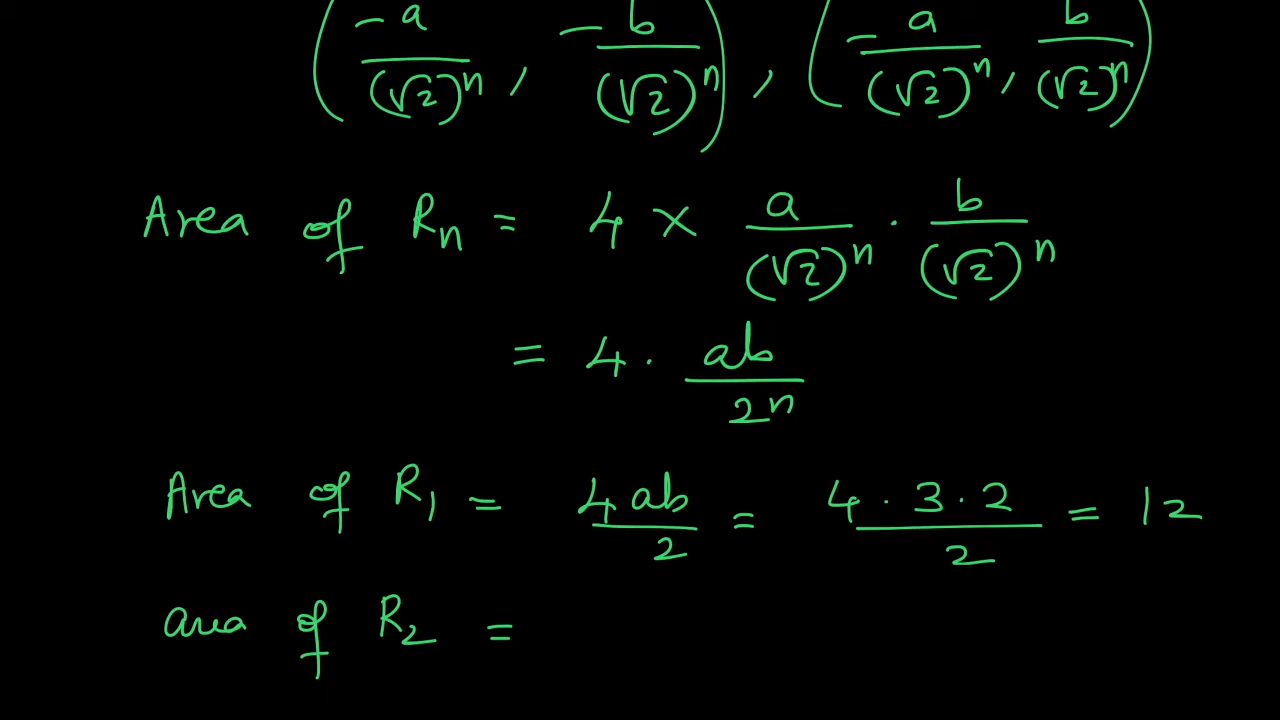 (-a/(√2)^n, -b/(√2)^n), (-a/(√2)^n, b/(√2)^n)
Area of Rn = 4 × a/(√2)^n · b/(√2)^n
= 4 · ab/2^n
Area of R1 = 4ab/2 = 4·3·2/2 = 12
area of R2 =